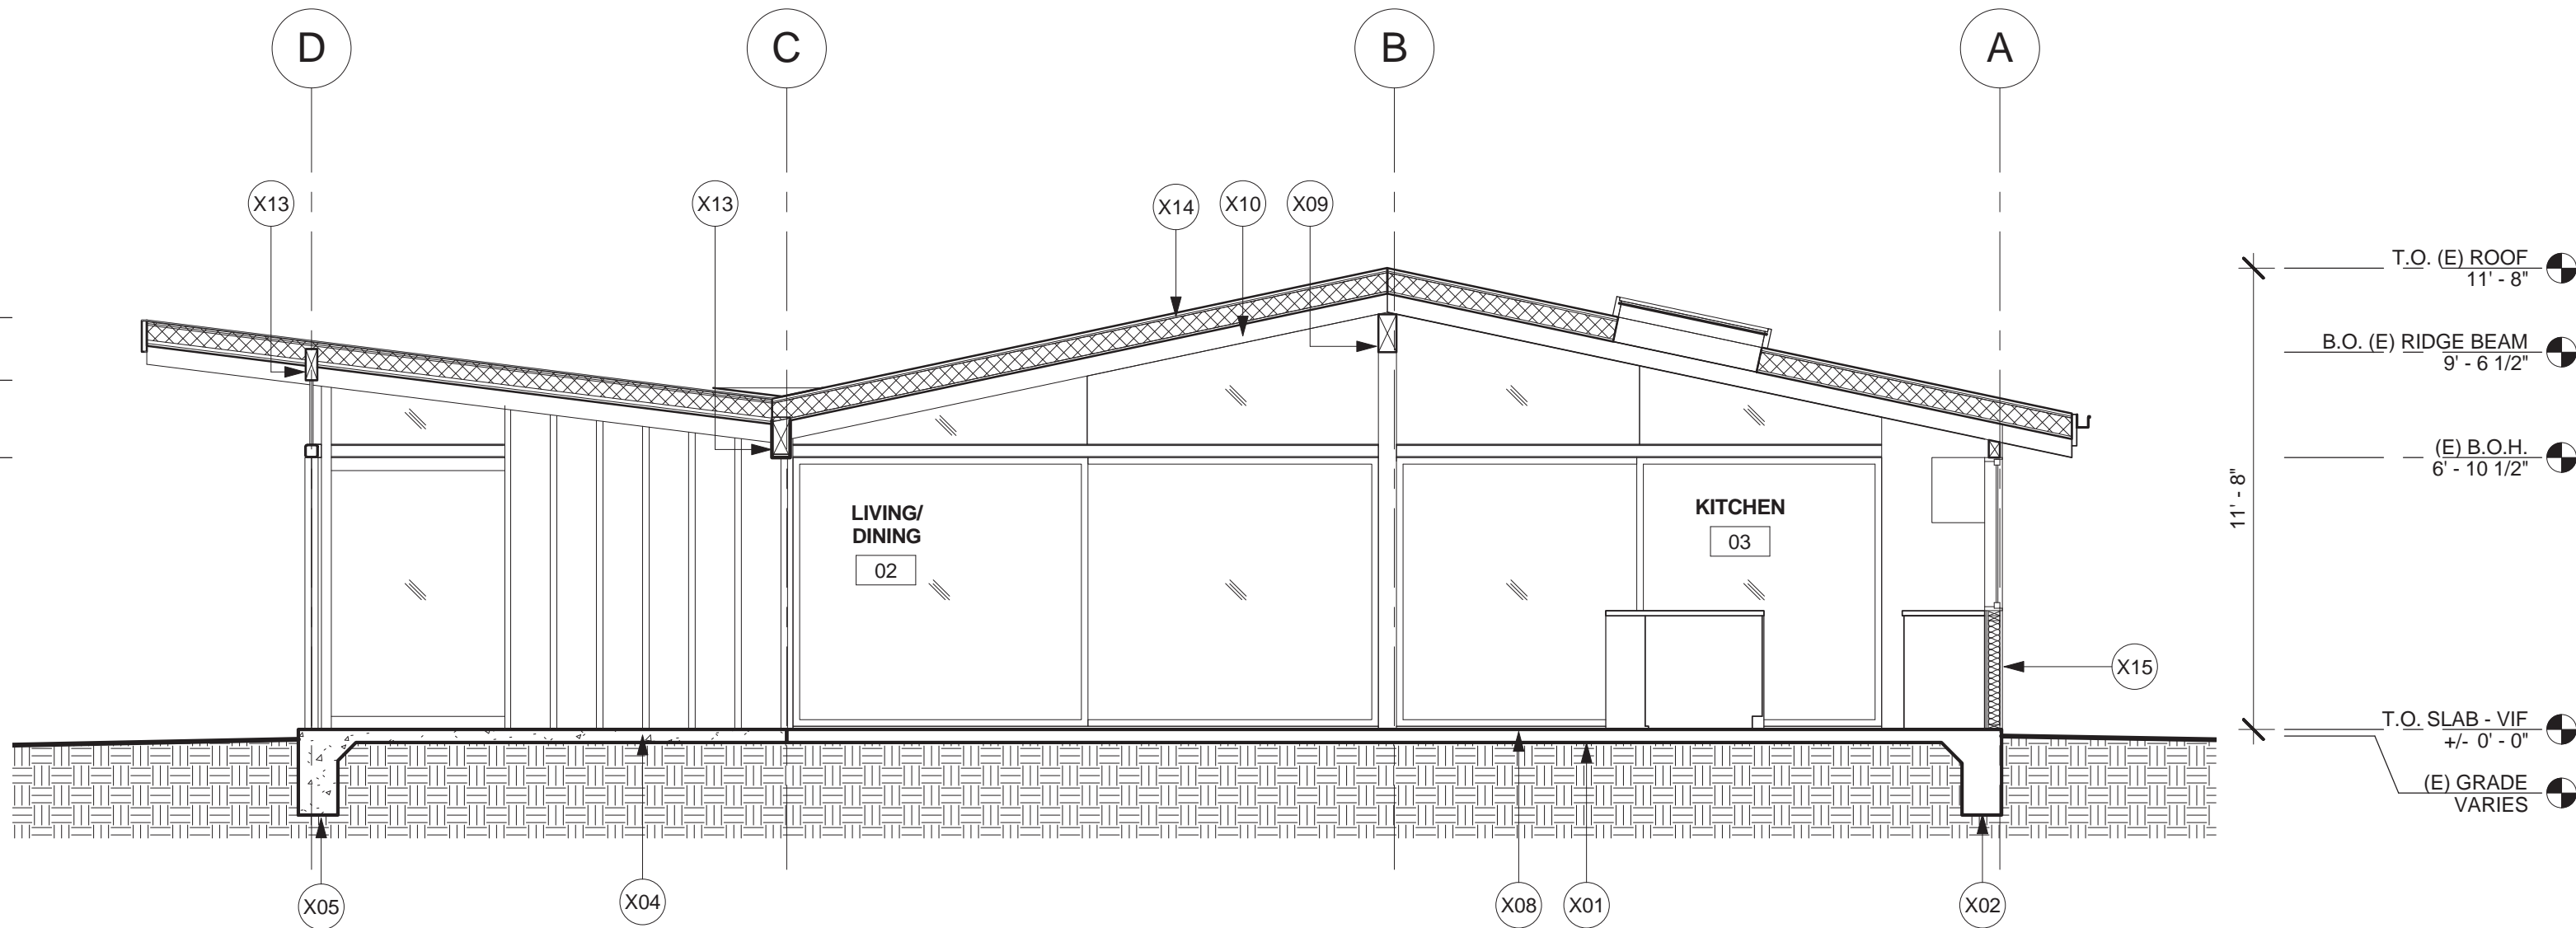 D
C
B
A
X13
X13
X14
X10
X09
T.O. (E) ROOF
11' - 8"
B.O. (E) RIDGE BEAM
9' - 6 1/2"
(E) B.O.H.
6' - 10 1/2"
11' - 8"
LIVING/
DINING
02
KITCHEN
03
X15
T.O. SLAB - VIF
+/- 0' - 0"
(E) GRADE
VARIES
X05
X04
X08
X01
X02